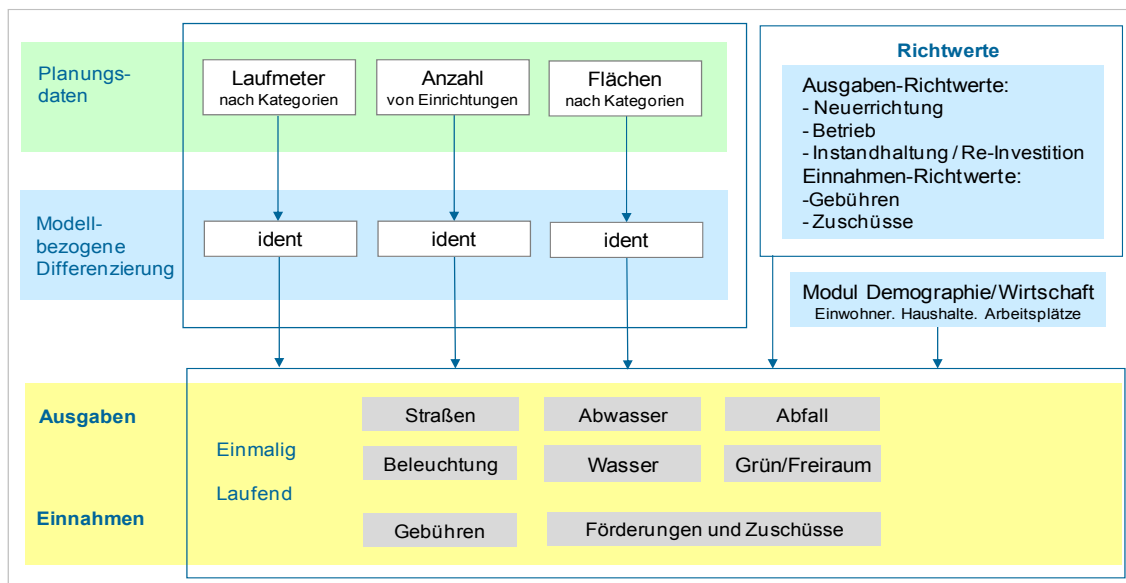 Planungs-
daten
Laufmeter
nach Kategorien
Anzahl
von Einrichtungen
Flächen
nach Kategorien
Richtwerte
Ausgaben-Richtwerte:
- Neuerrichtung
- Betrieb
- Instandhaltung / Re-Investition
Einnahmen-Richtwerte:
-Gebühren
- Zuschüsse
Modell-
bezogene
Differenzierung
ident
ident
ident
Modul Demographie/Wirtschaft
Einwohner. Haushalte. Arbeitsplätze
Ausgaben
Einmalig
Laufend
Einnahmen
Straßen
Abwasser
Abfall
Beleuchtung
Wasser
Grün/Freiraum
Gebühren
Förderungen und Zuschüsse